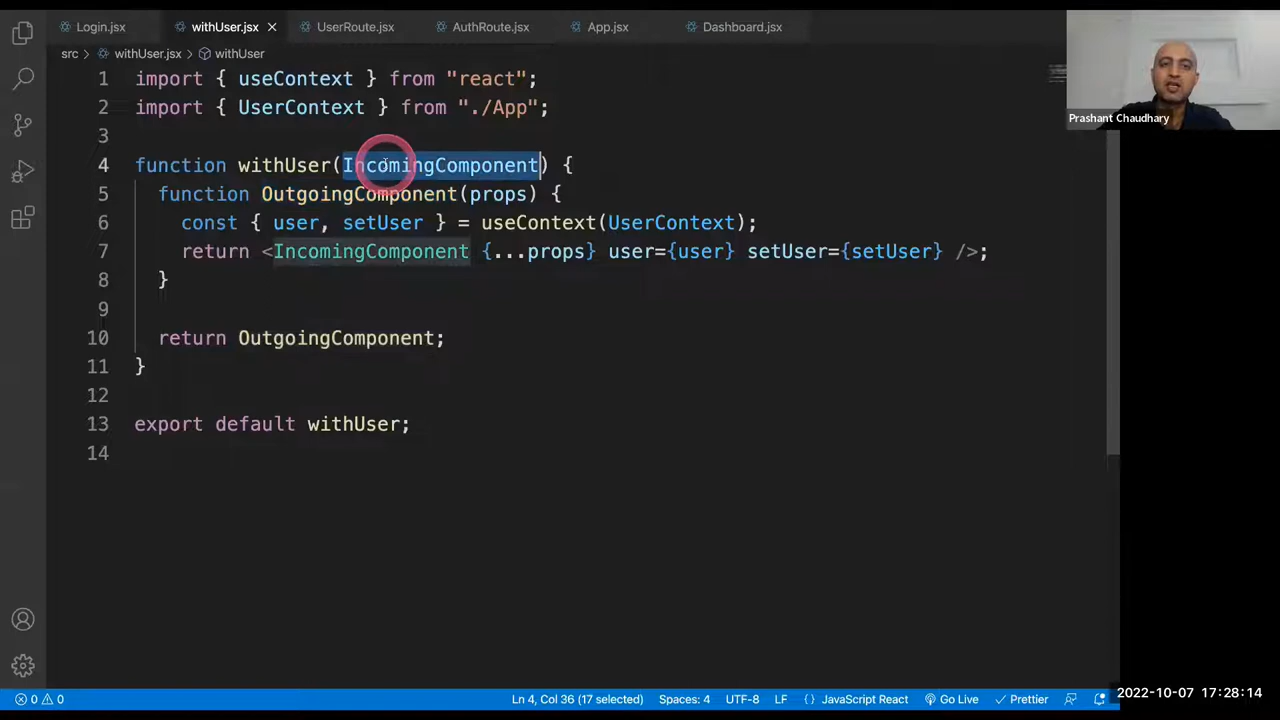 Login.jsx withUser.jsx UserRoute.jsx AuthRoute.jsx App.jsx Dashboard.jsx
src withUser.jsx withUser
1 import { useContext } from "react";
2 import { UserContext } from "./App";
3
4 function withUser(IncomingComponent) {
5 function OutgoingComponent(props) {
6 const { user, setUser } = useContext(UserContext);
7 return <IncomingComponent {...props} user={user} setUser={setUser} />;
8 }
9
10 return OutgoingComponent;
11 }
12
13 export default withUser;
14
Prashant Chaudhary
0 0 Ln 4, Col 36 (17 selected) Spaces: 4 UTF-8 LF {} JavaScript React Go Live Prettier
2022-10-07 17:28:14